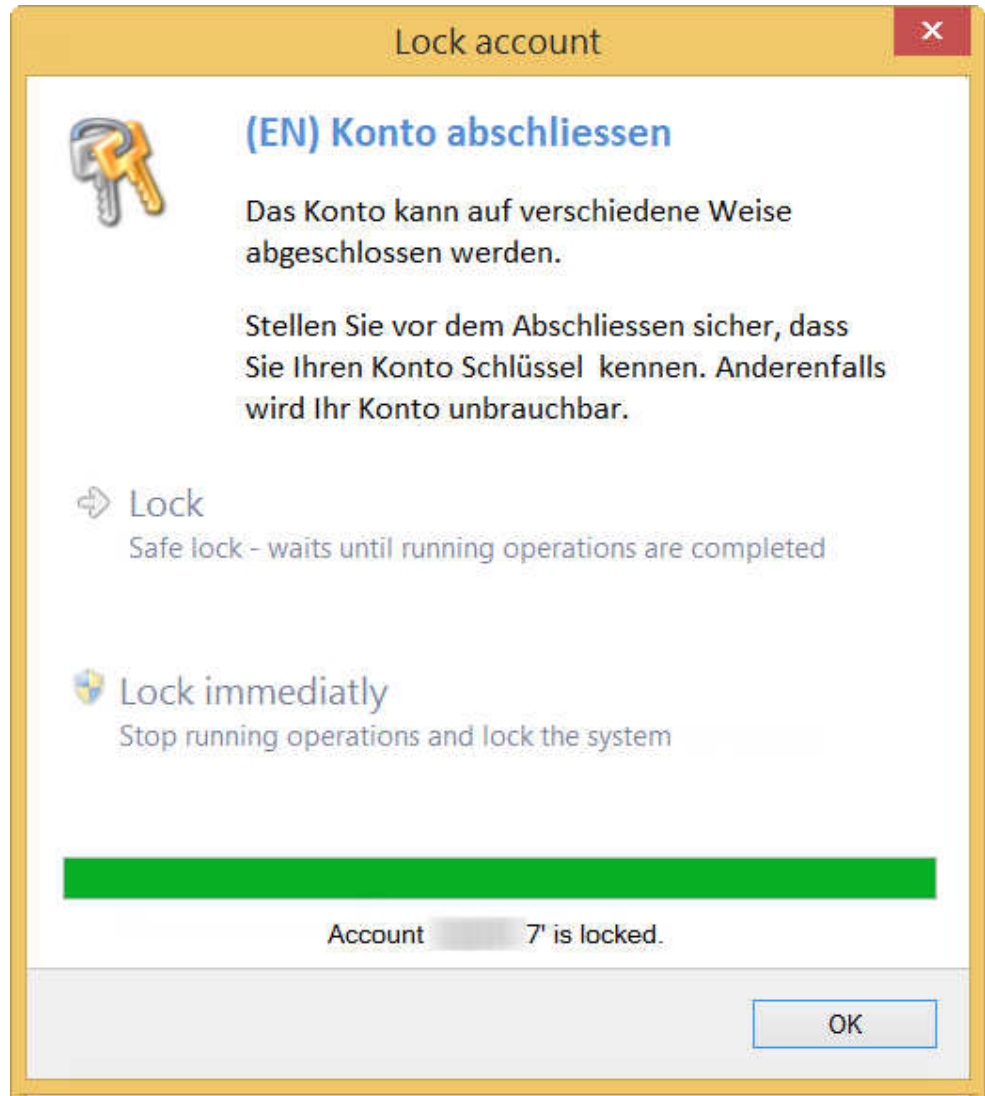 Lock account
(EN) Konto abschliessen
Das Konto kann auf verschiedene Weise
abgeschlossen werden.
Stellen Sie vor dem Abschliessen sicher, dass
Sie Ihren Konto Schlüssel  kennen. Anderenfalls
wird Ihr Konto unbrauchbar.
Lock
Safe lock - waits until running operations are completed
Lock immediatly
Stop running operations and lock the system
Account 7' is locked.
OK